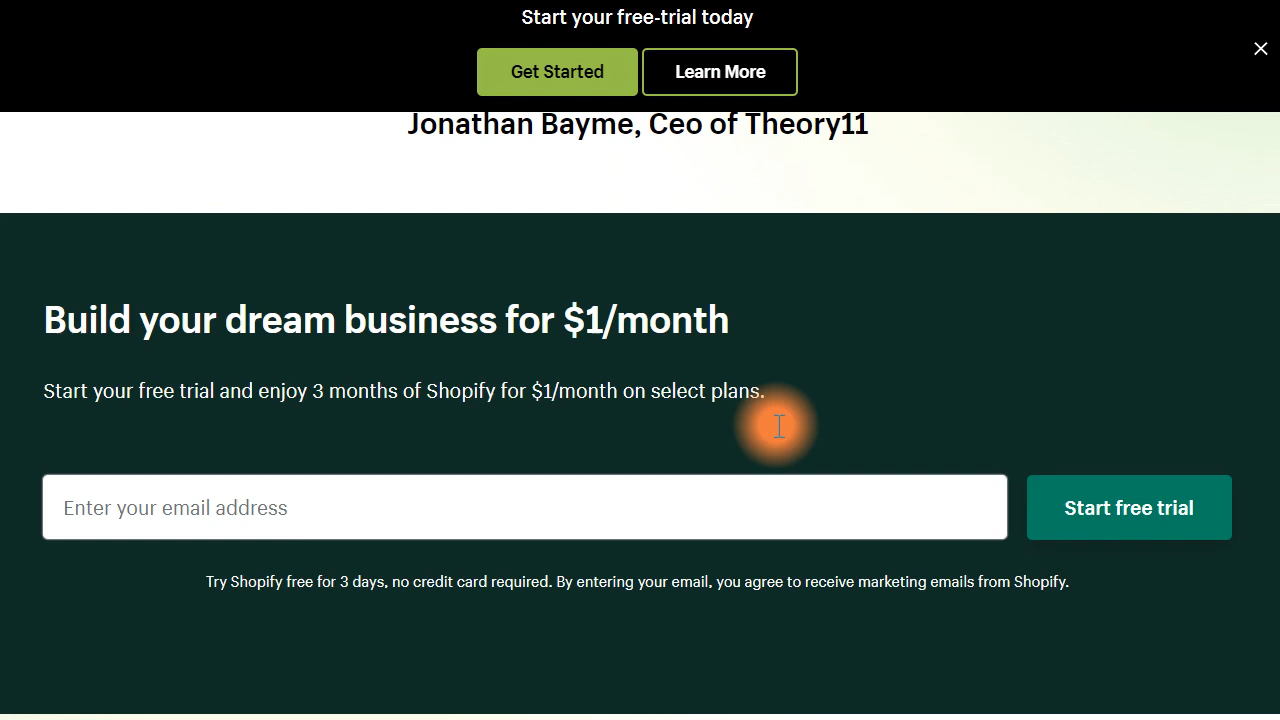 Start your free-trial today
Get Started
Learn More
Jonathan Bayme, Ceo of Theory11
Build your dream business for $1/month
Start your free trial and enjoy 3 months of Shopify for $1/month on select plans.
Enter your email address
Start free trial
Try Shopify free for 3 days, no credit card required. By entering your email, you agree to receive marketing emails from Shopify.